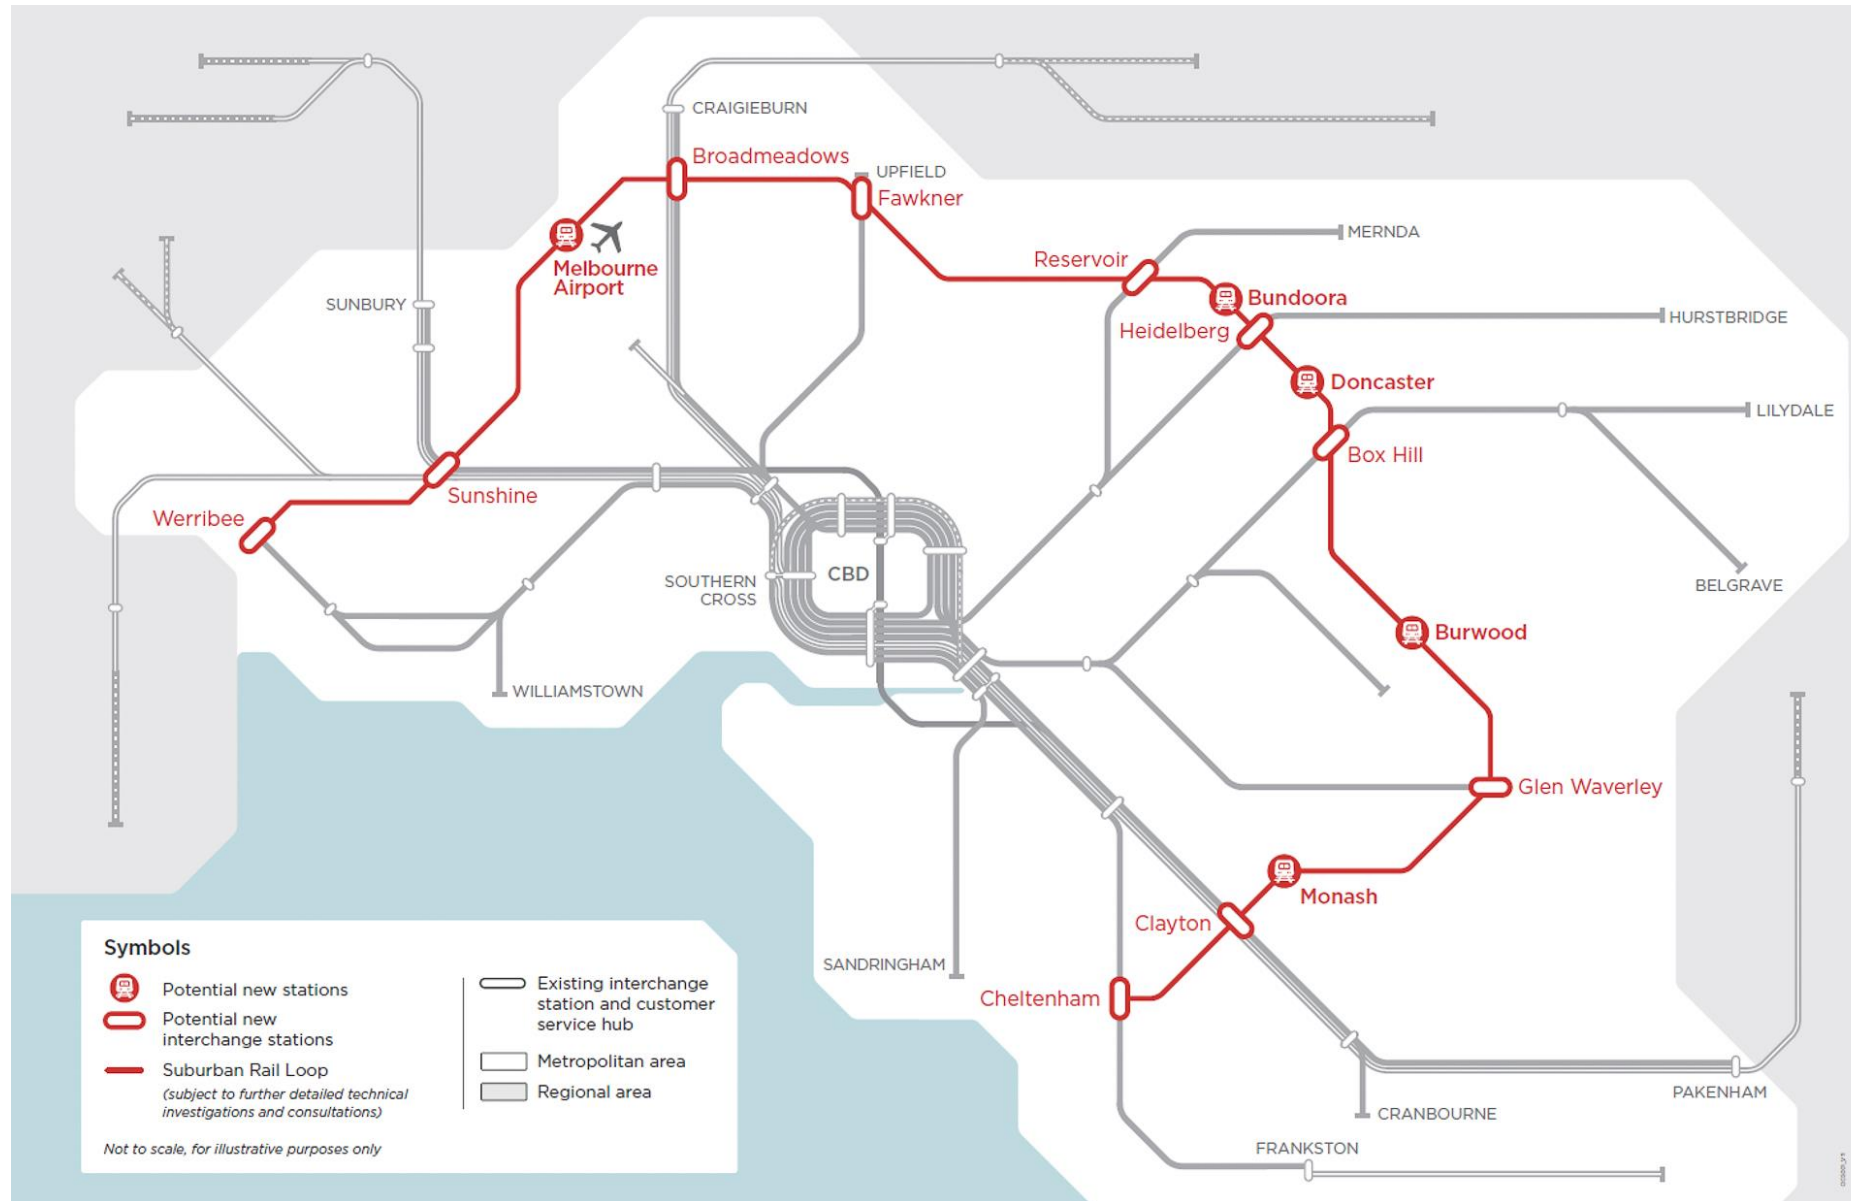 CRAIGIEBURN
Broadmeadows
UPFIELD
Fawkner
MERNDA
Reservoir
Melbourne
Airport
Bundoora
SUNBURY
HURSTBRIDGE
Heidelberg
Doncaster
LILYDALE
Box Hill
Sunshine
Werribee
CBD
SOUTHERN
CROSS
BELGRAVE
Burwood
WILLIAMSTOWN
Glen Waverley
Monash
Clayton
SANDRINGHAM
Cheltenham
PAKENHAM
CRANBOURNE
FRANKSTON
Symbols
Potential new stations
Potential new
interchange stations
Suburban Rail Loop
(subject to further detailed technical
investigations and consultations)
Not to scale, for illustrative purposes only
Existing interchange
station and customer
service hub
Metropolitan area
Regional area